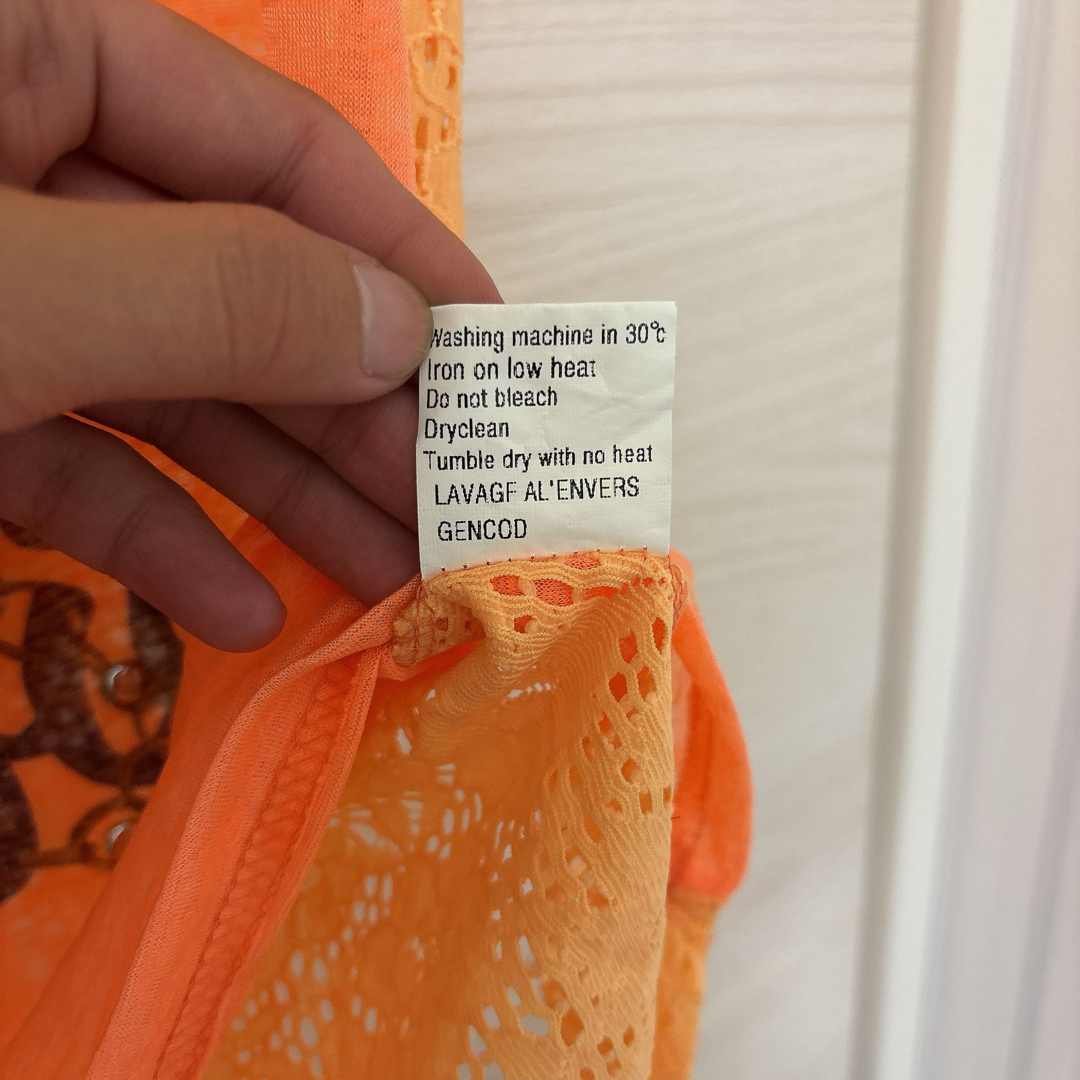 Washing machine in 30°c
Iron on low heat
Do not bleach
Dryclean
Tumble dry with no heat
LAVAGF AL'ENVERS
GENCOD